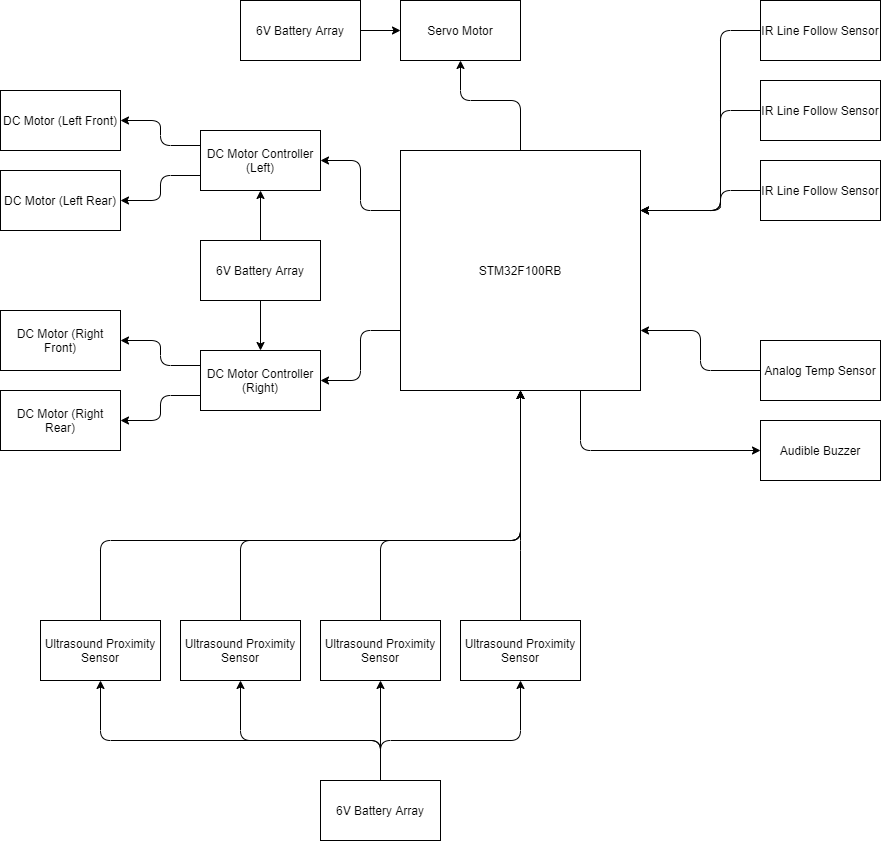 6V Battery Array
Servo Motor
IR Line Follow Sensor
IR Line Follow Sensor
IR Line Follow Sensor
DC Motor (Left Front)
DC Motor (Left Rear)
DC Motor Controller
(Left)
6V Battery Array
STM32F100RB
DC Motor (Right
Front)
DC Motor (Right
Rear)
DC Motor Controller
(Right)
Analog Temp Sensor
Audible Buzzer
Ultrasound Proximity
Sensor
Ultrasound Proximity
Sensor
Ultrasound Proximity
Sensor
Ultrasound Proximity
Sensor
6V Battery Array